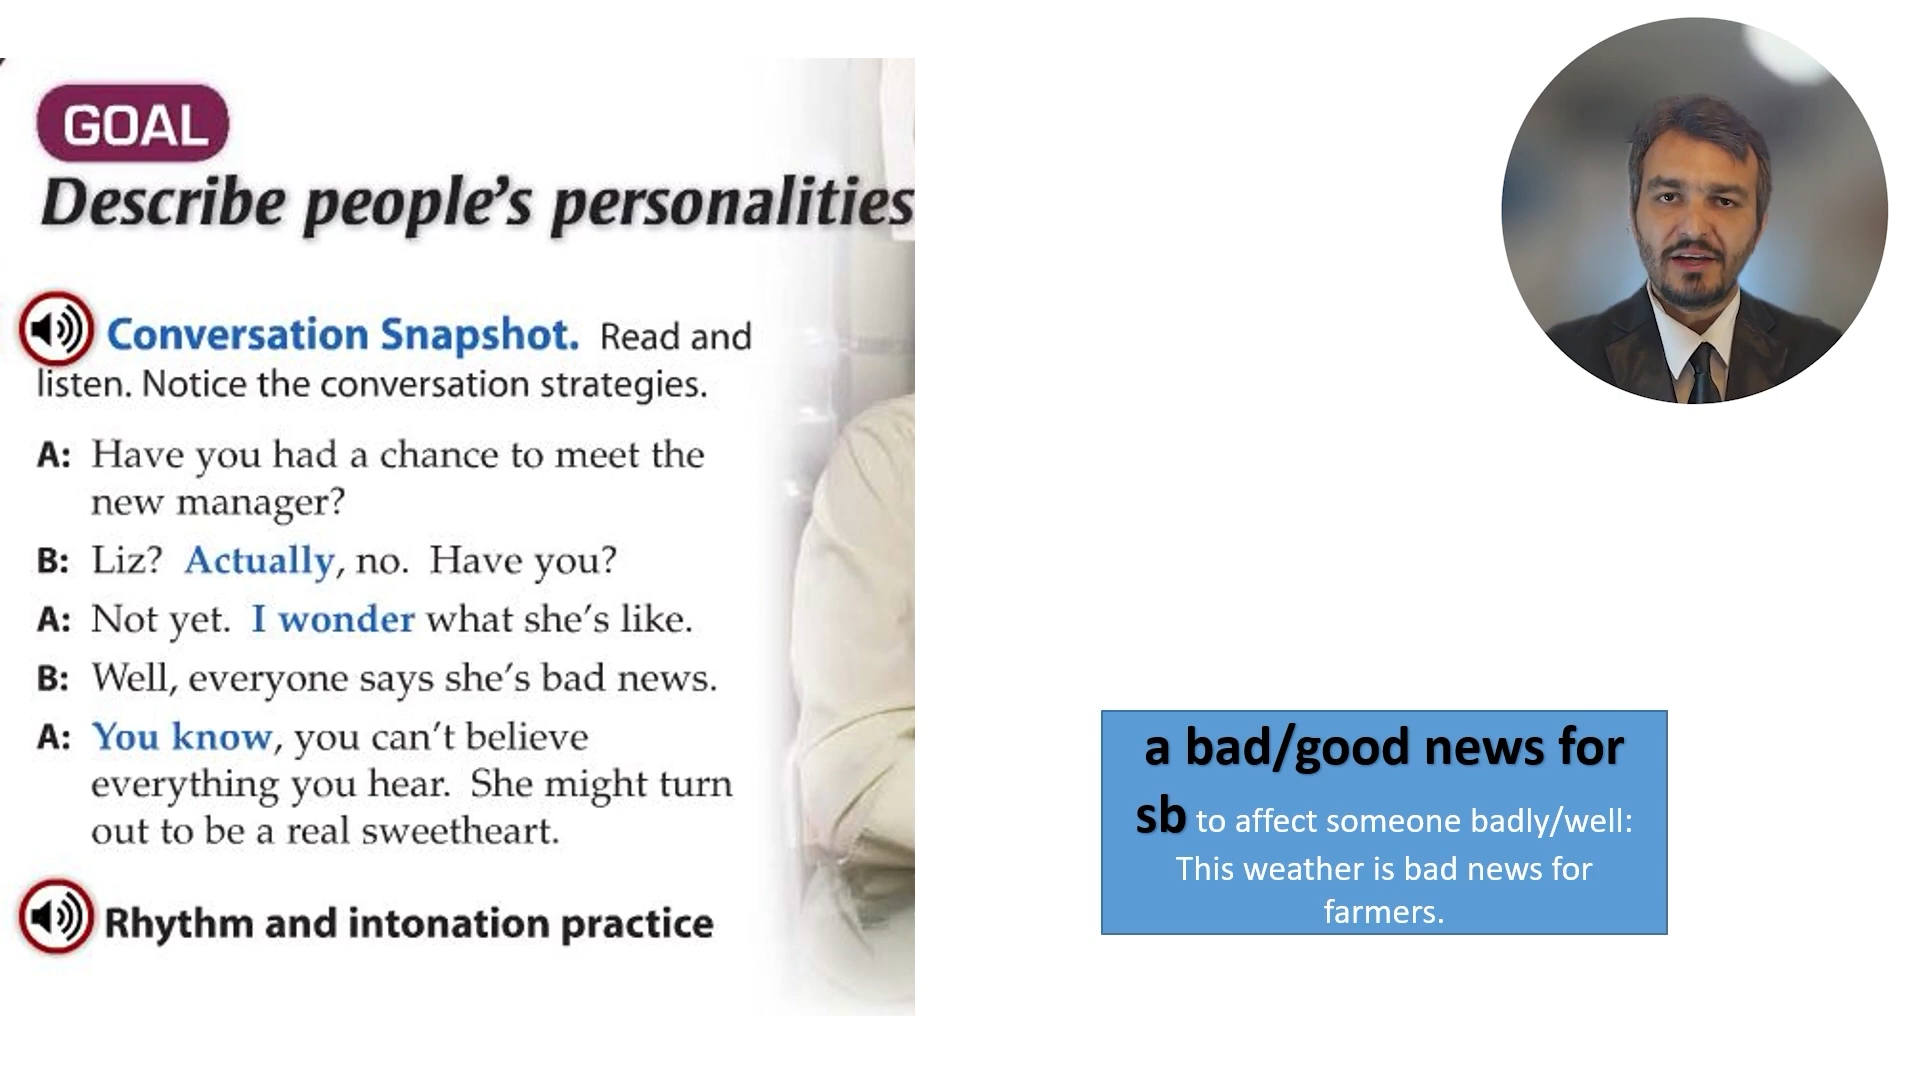 GOAL
Describe people's personalities
Conversation Snapshot. Read and
listen. Notice the conversation strategies.
A: Have you had a chance to meet the
new manager?
B: Liz? Actually, no. Have you?
A: Not yet. I wonder what she's like.
B: Well, everyone says she's bad news.
A: You know, you can't believe
everything you hear. She might turn
out to be a real sweetheart.
Rhythm and intonation practice
a bad/good news for
sb to affect someone badly/well:
This weather is bad news for
farmers.